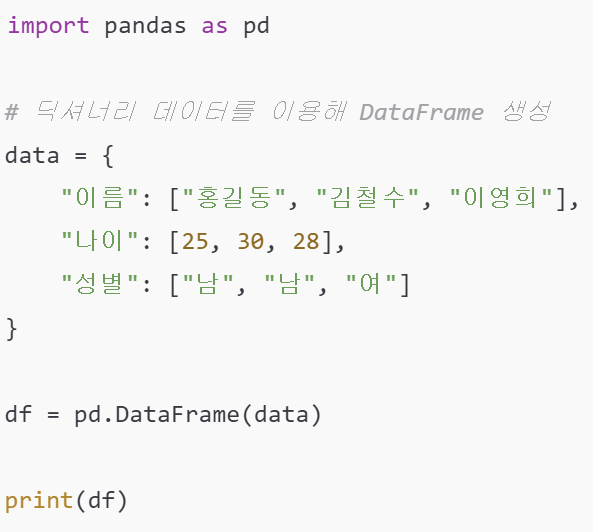 import pandas as pd
# 딕셔너리 데이터를 이용해 DataFrame 생성
data = {
    "이름": ["홍길동", "김철수", "이영희"],
    "나이": [25, 30, 28],
    "성별": ["남", "남", "여"]
}
df = pd.DataFrame(data)
print(df)